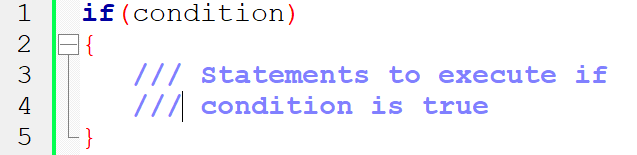 1 if(condition)
2 {
3 /// Statements to execute if
4 /// condition is true
5 }